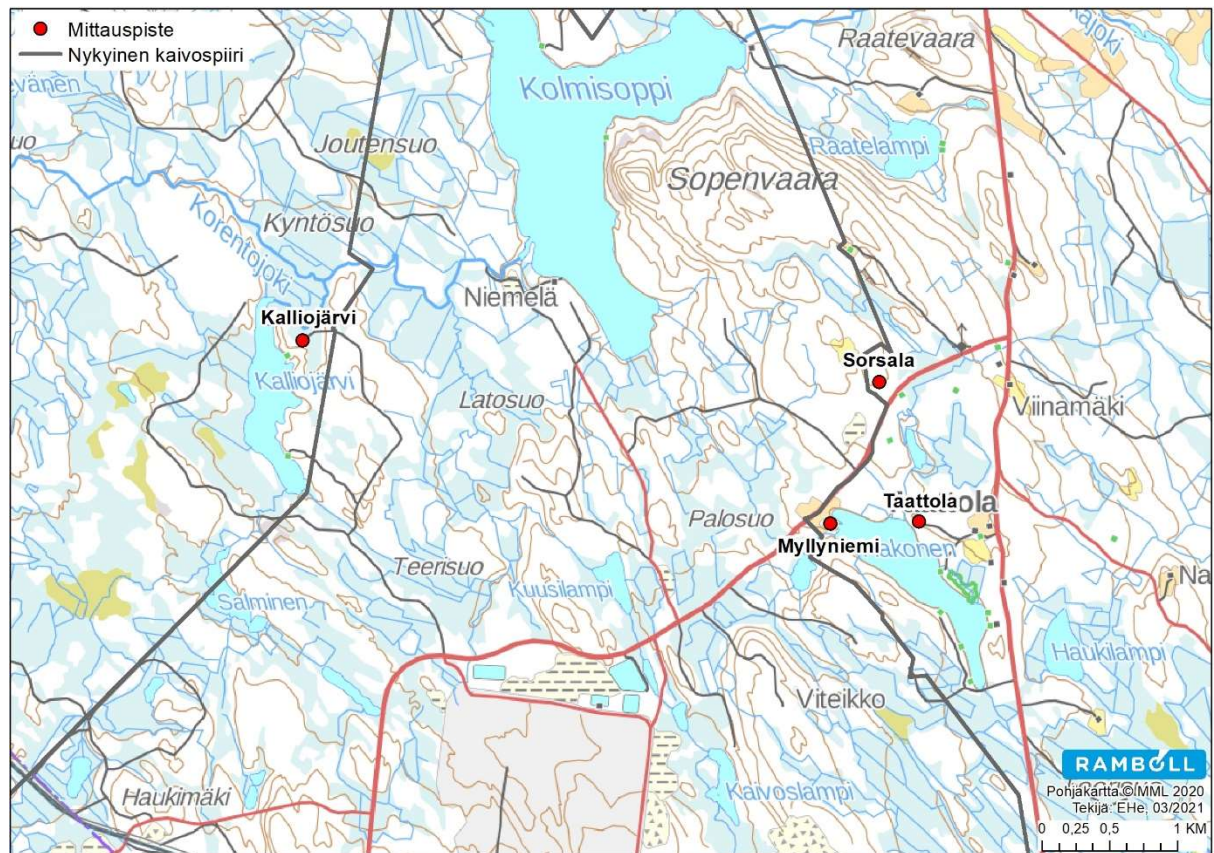 Mittauspiste
Nykyinen kaivospiiri
Raatevaara
Kolmisoppi
Joutensuo
Raatelampi
Sopenvaara
Kyntösuo
Korentojoki
Niemelä
Kalliojärvi
Kalliojärvi
Sorsala
Latosuo
Viinamäki
Taattola
Palosuo
Myllyniemi
Teerisuo
Kuusilampi
Salminen
Haukilampi
Viteikko
Kaivoslampi
Haukimäki
RAMBOLL
Pohjakartta © MML 2020
Tekijä: EHe, 03/2021
0 0,25 0,5 1 KM